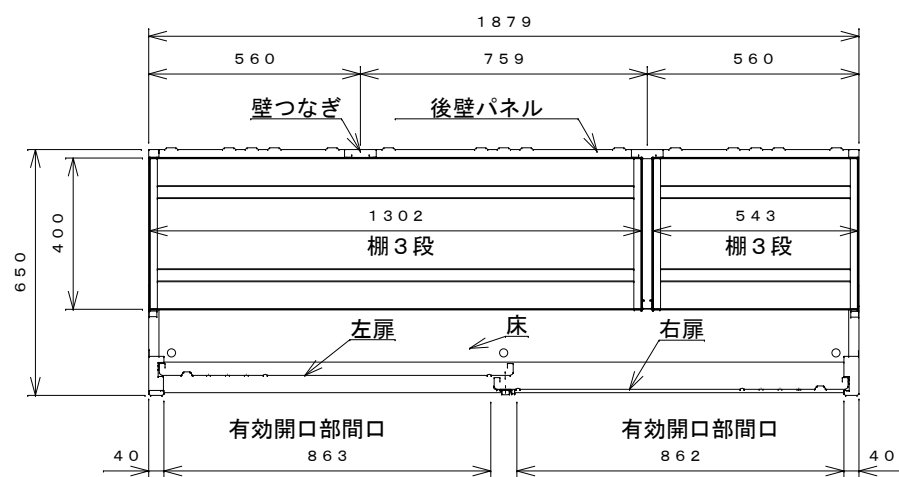 1879
560 759 560
壁つなぎ 後壁パネル
1302 543
棚3段 棚3段
400
650
左扉 床 右扉
有効開口部間口 有効開口部間口
40 863 862 40